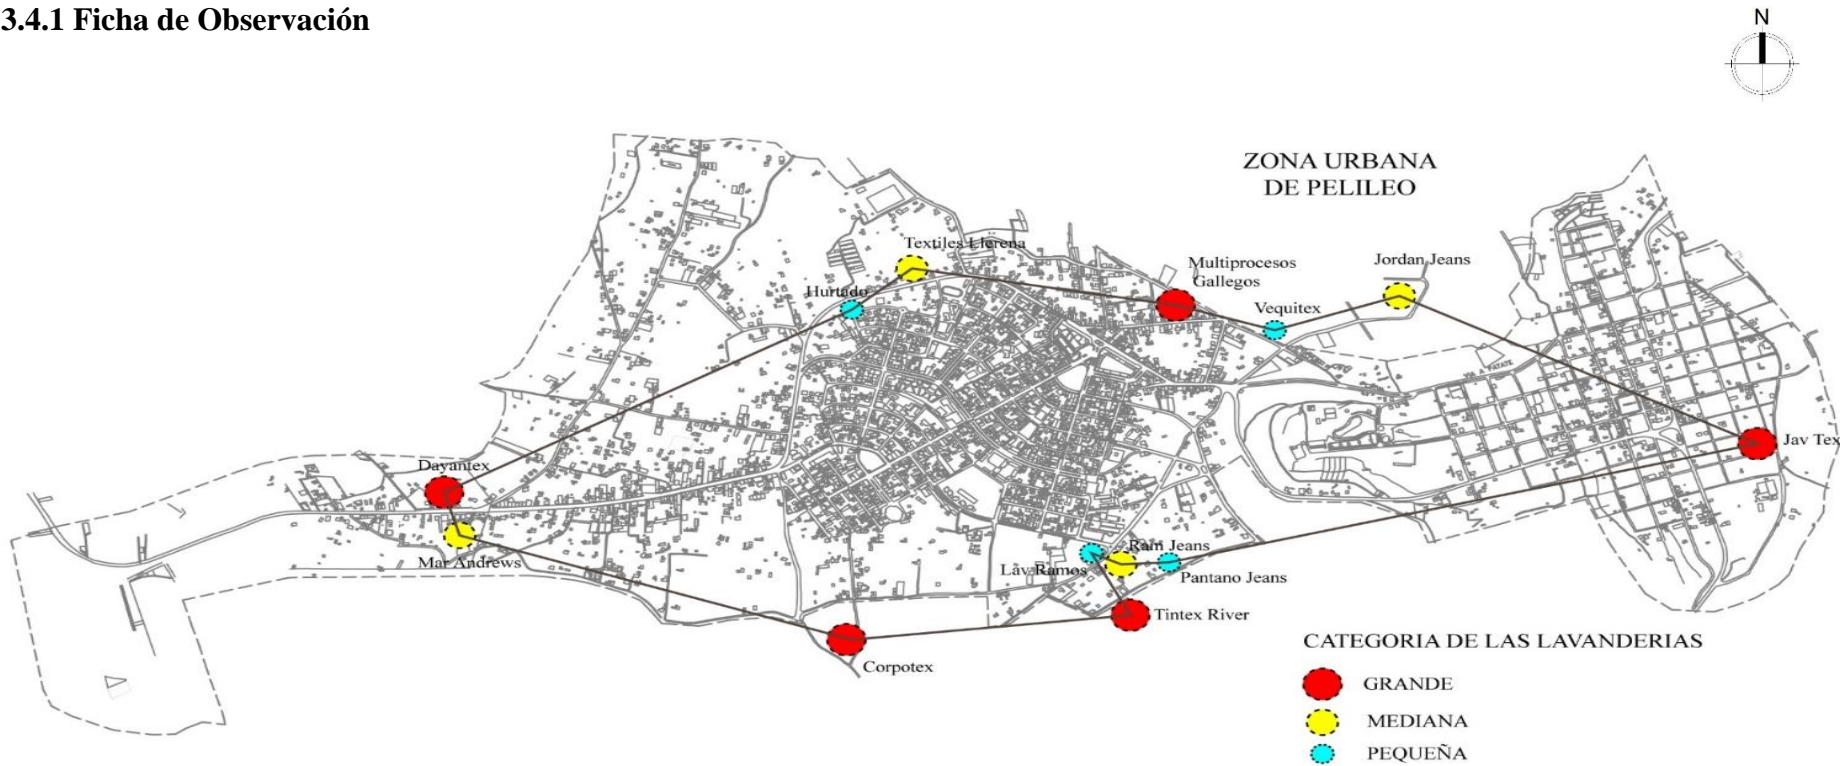 3.4.1 Ficha de Observación
N
ZONA URBANA
DE PELILEO
Textiles Llerena
Multiprocesos
Gallegos
Jordan Jeans
Hurtado
Vequitex
VIA A PATATE
Jav Tex
Dayantex
Mar Andrews
Ram Jeans
Lav Ramos
Pantano Jeans
Tintex River
Corpotex
CATEGORIA DE LAS LAVANDERIAS
GRANDE
MEDIANA
PEQUEÑA